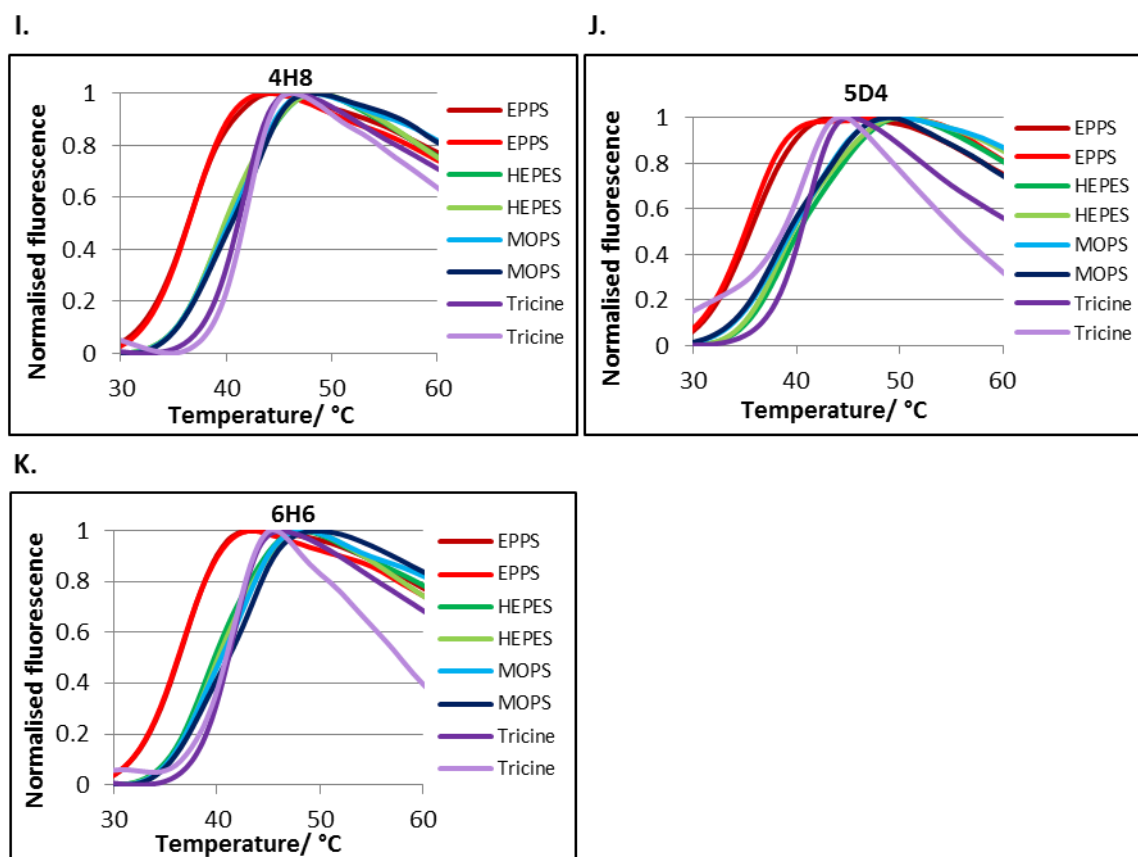 I.
4H8
Normalised fluorescence
1
0.8
0.6
0.4
0.2
0
30
40
50
60
Temperature/ °C
EPPS
EPPS
HEPES
HEPES
MOPS
MOPS
Tricine
Tricine
J.
5D4
Normalised fluorescence
1
0.8
0.6
0.4
0.2
0
30
40
50
60
Temperature/ °C
EPPS
EPPS
HEPES
HEPES
MOPS
MOPS
Tricine
Tricine
K.
6H6
Normalised fluorescence
1
0.8
0.6
0.4
0.2
0
30
40
50
60
Temperature/ °C
EPPS
EPPS
HEPES
HEPES
MOPS
MOPS
Tricine
Tricine